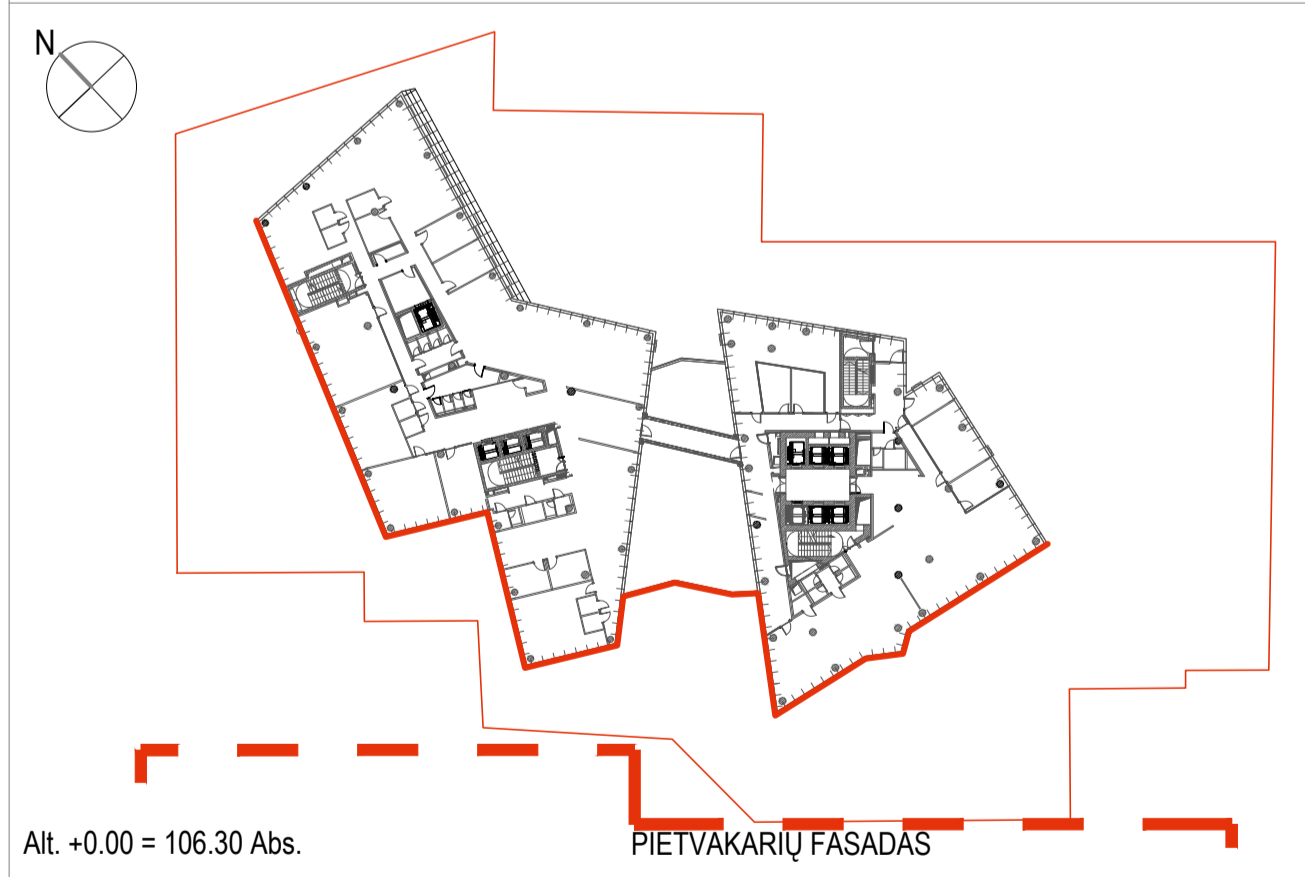 N
Alt. +0.00 = 106.30 Abs.
PIETVAKARIŲ FASADAS